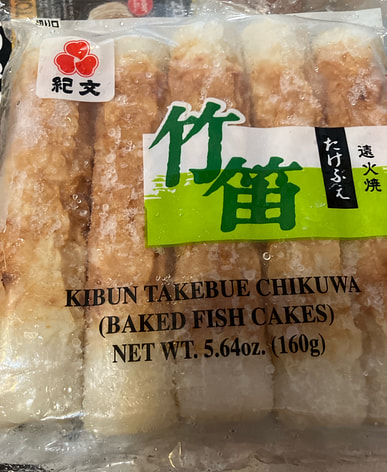 紀文
竹笛
たけぶえ
遠火焼
KIBUN TAKEBUE CHIKUWA
(BAKED FISH CAKES)
NET WT. 5.64oz. (160g)